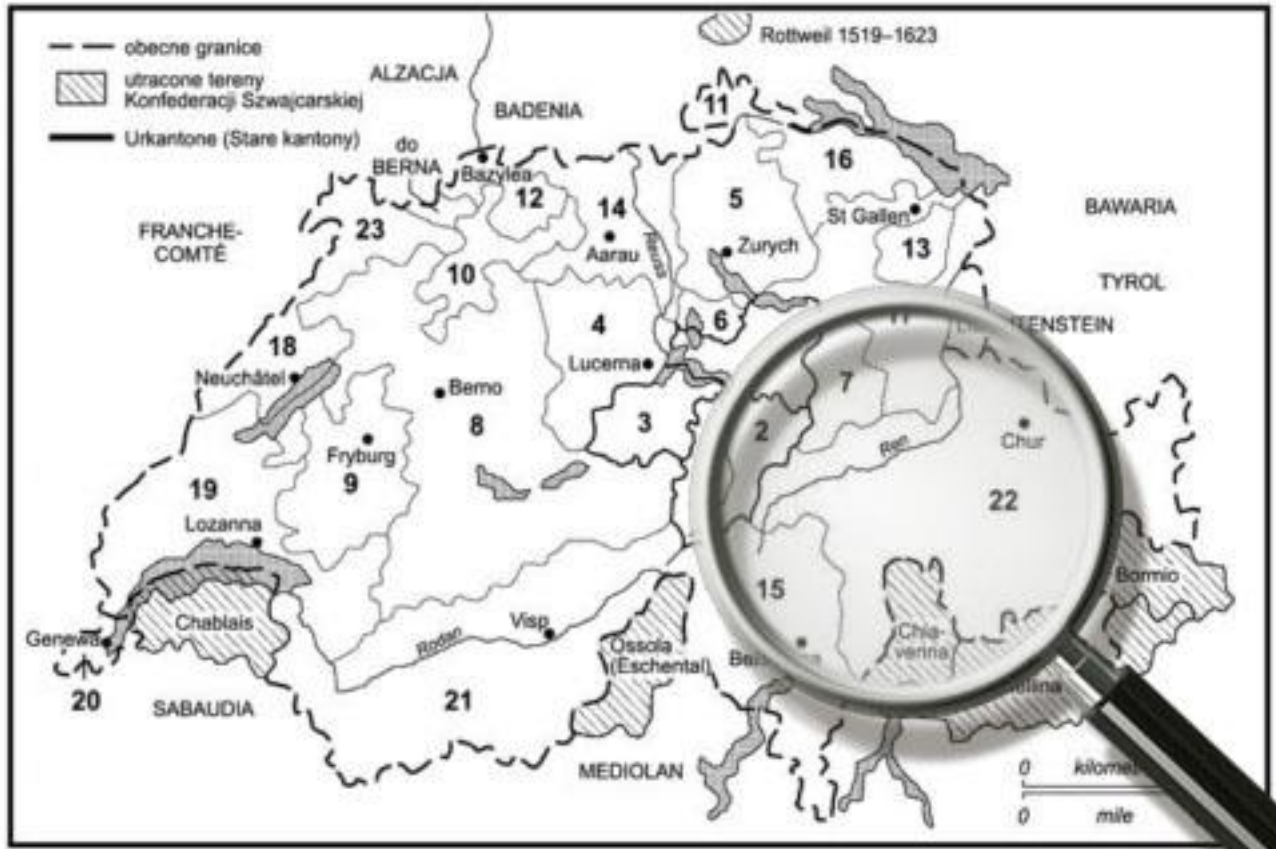 obecne granice
utracone tereny
Konfederacji Szwajcarskiej
Urkantone (Stare kantony)
Rottweil 1519–1623
ALZACJA
BADENIA
do
BERNA
Bazylea
11
16
12
14
5
St Gallen
BAWARIA
FRANCHE-
COMTÉ
23
Aarau
Reuss
Zurych
13
10
TYROL
4
6
18
Lucerna
7
Neuchâtel
Berno
8
3
2
Ren
Chur
Fryburg
9
19
22
Lozanna
15
Bormio
Genewa
Chablais
Visp
Rodan
Ossola
(Eschental)
Chia-
venna
20
SABAUDIA
21
MEDIOLAN
0
0
mile